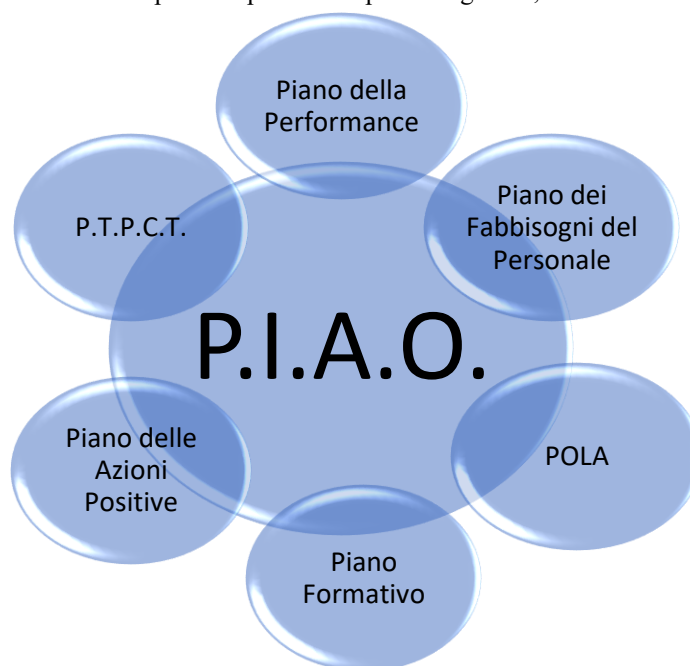 Piano della
Performance
P.T.P.C.T.
Piano dei
Fabbisogni del
Personale
P.I.A.O.
Piano delle
Azioni
Positive
POLA
Piano
Formativo